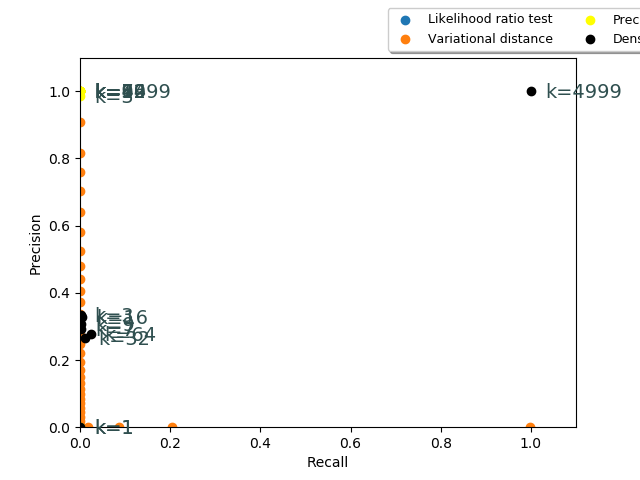 Likelihood ratio test
Variational distance
Prec
Dens
1.0
k=4999
0.8
Precision
0.6
0.4
k=3
k=16
k=64
k=32
0.2
0.0
k=1
0.0 0.2 0.4 0.6 0.8 1.0
Recall